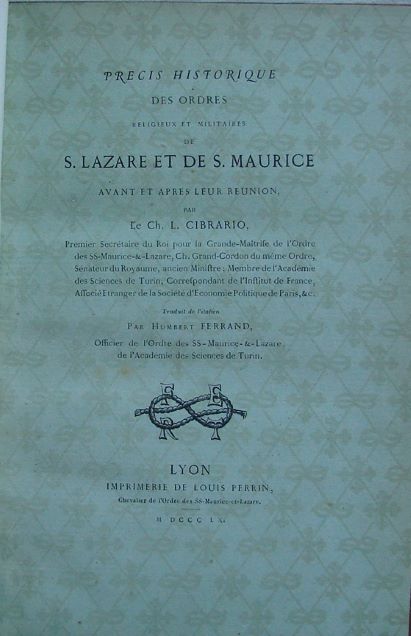 PRECIS HISTORIQUE
DES ORDRES
RELIGIEUX ET MILITAIRES
DE
S. LAZARE ET DE S. MAURICE
AVANT ET APRES LEUR REUNION,
PAR
Le Ch. L. CIBRARIO,
Premier Secrétaire du Roi pour la Grande-Maîtrise de l'Ordre
des SS-Maurice-&-Lazare, Ch. Grand-Cordon du même Ordre,
Sénateur du Royaume, ancien Ministre, Membre de l'Académie
des Sciences de Turin, Correspondant de l'Institut de France,
Associé Etranger de la Société d'Economie Politique de Paris, &c.
Traduit de l'italien
PAR HUMBERT FERRAND,
Officier de l'Ordre des SS-Maurice-&-Lazare,
de l'Academie des Sciences de Turin.
F E
R T
LYON
IMPRIMERIE DE LOUIS PERRIN,
Chevalier de l'Ordre des SS-Maurice-et-Lazare.
M DCCC LX